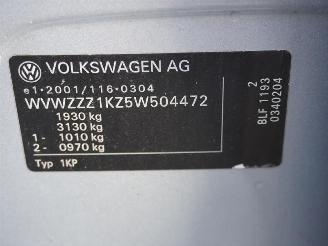 VOLKSWAGEN AG
e1*2001/116*0304
WVWZZZ1KZ5W504472
1930 kg
3130 kg
1- 1010 kg
2- 0970 kg
Typ 1KP
2
BLF 1193
0340204